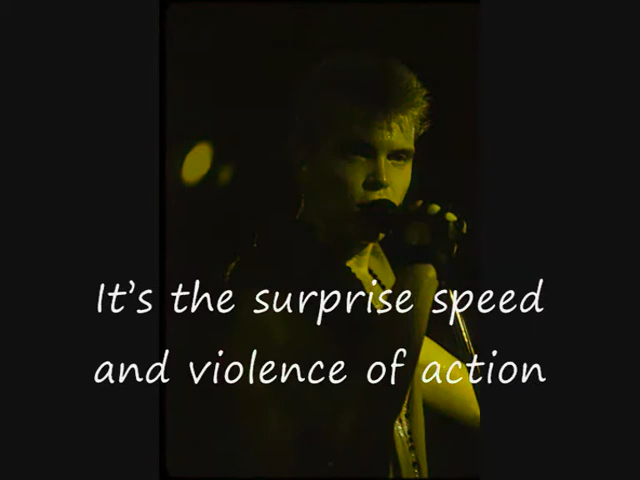 It's the surprise speed
and violence of action